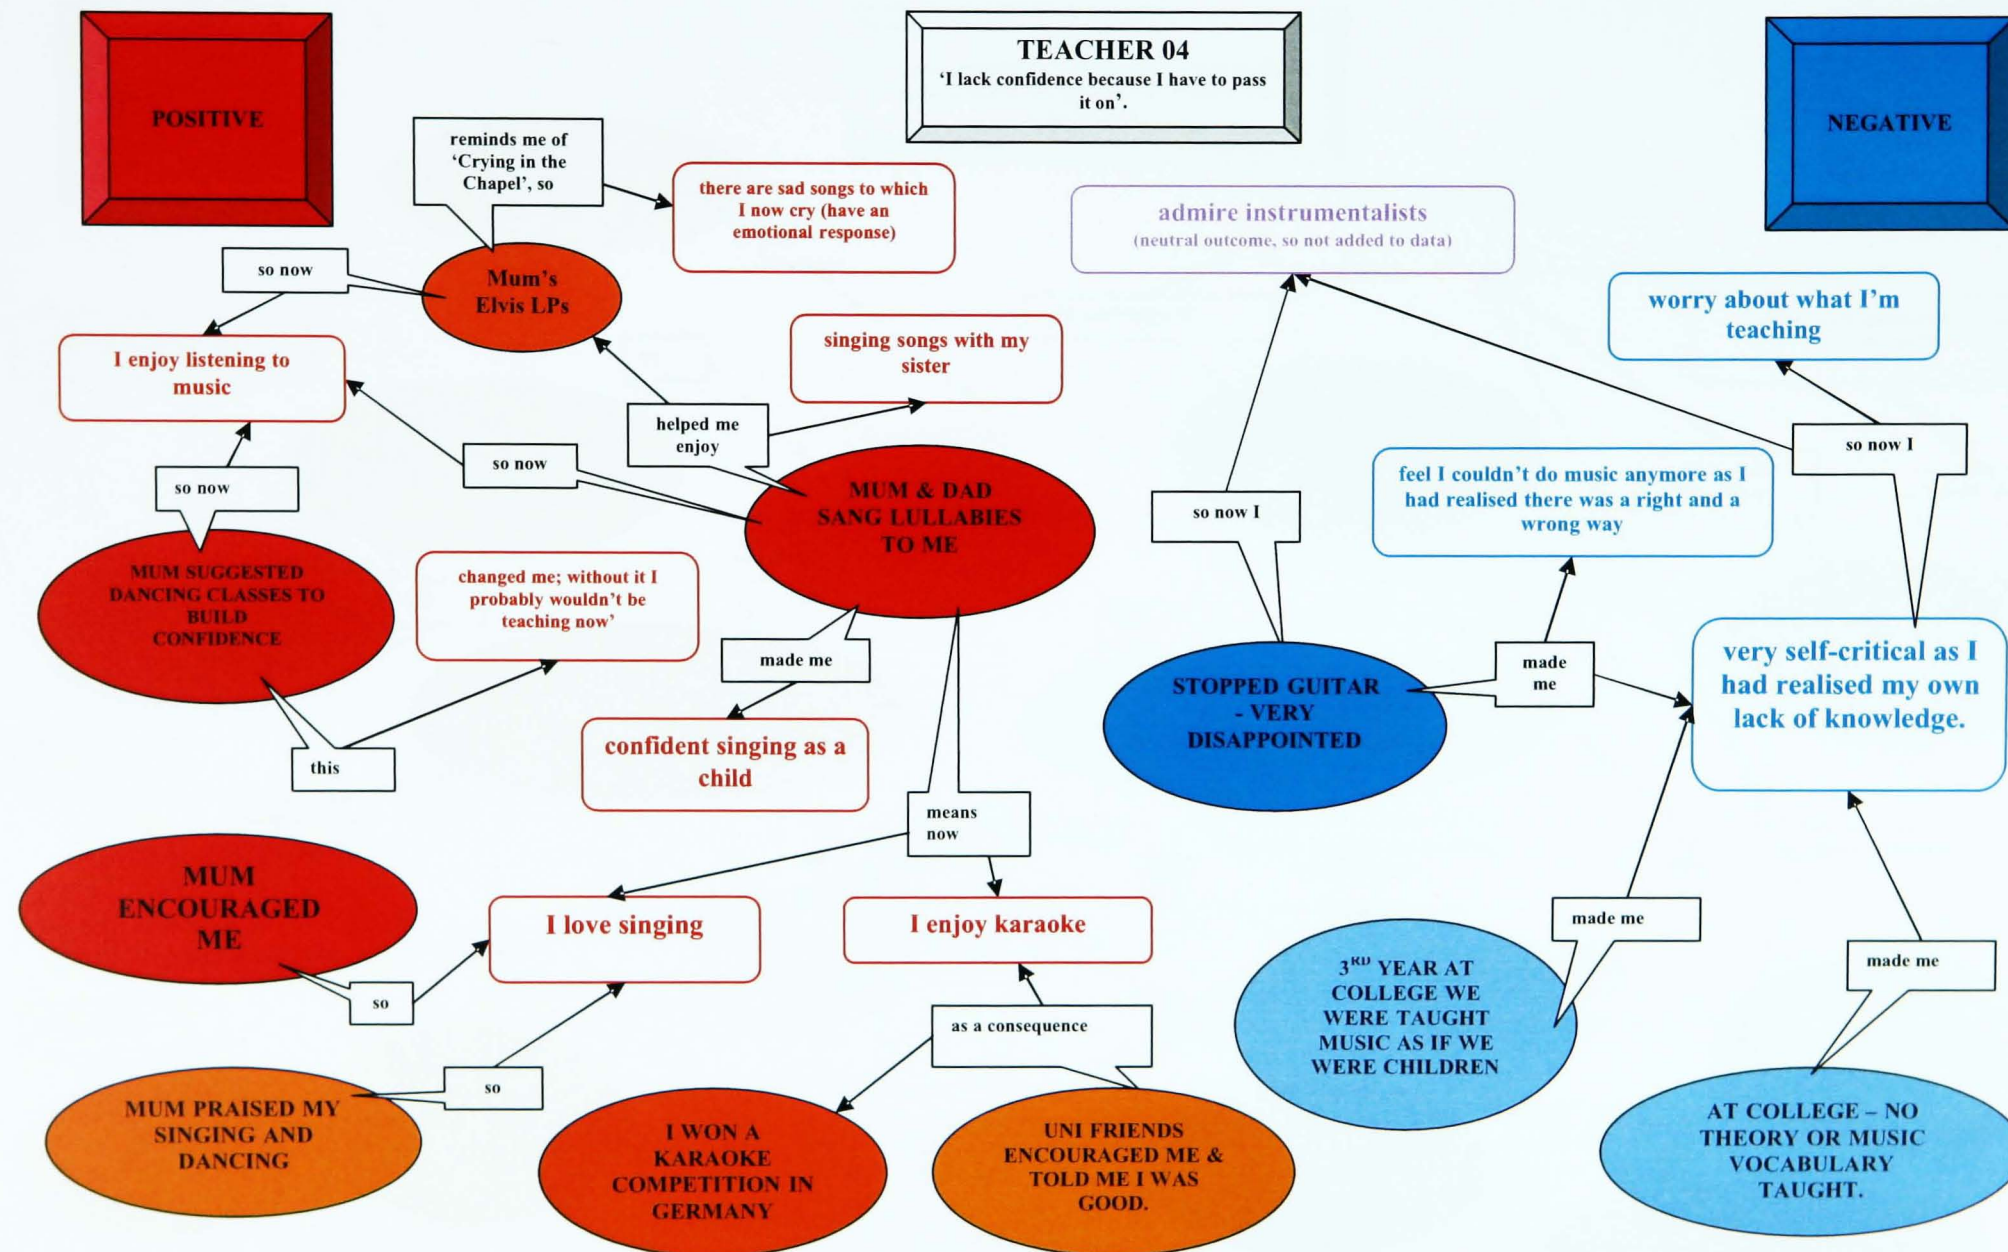 POSITIVE
TEACHER 04
‘I lack confidence because I have to pass
it on’.
NEGATIVE
reminds me of
‘Crying in the
Chapel’, so
there are sad songs to which
I now cry (have an
emotional response)
admire instrumentalists
(neutral outcome, so not added to data)
so now
Mum’s
Elvis LPs
worry about what I’m
teaching
I enjoy listening to
music
singing songs with my
sister
helped me
enjoy
so now I
so now
so now
MUM & DAD
SANG LULLABIES
TO ME
so now I
feel I couldn’t do music anymore as I
had realised there was a right and a
wrong way
MUM SUGGESTED
DANCING CLASSES TO
BUILD
CONFIDENCE
changed me; without it I
probably wouldn’t be
teaching now’
made me
made
me
very self-critical as I
had realised my own
lack of knowledge.
STOPPED GUITAR
- VERY
DISAPPOINTED
this
confident singing as a
child
means
now
MUM
ENCOURAGED
ME
I love singing
I enjoy karaoke
made me
made me
so
3RD YEAR AT
COLLEGE WE
WERE TAUGHT
MUSIC AS IF WE
WERE CHILDREN
as a consequence
so
MUM PRAISED MY
SINGING AND
DANCING
I WON A
KARAOKE
COMPETITION IN
GERMANY
UNI FRIENDS
ENCOURAGED ME &
TOLD ME I WAS
GOOD.
AT COLLEGE – NO
THEORY OR MUSIC
VOCABULARY
TAUGHT.